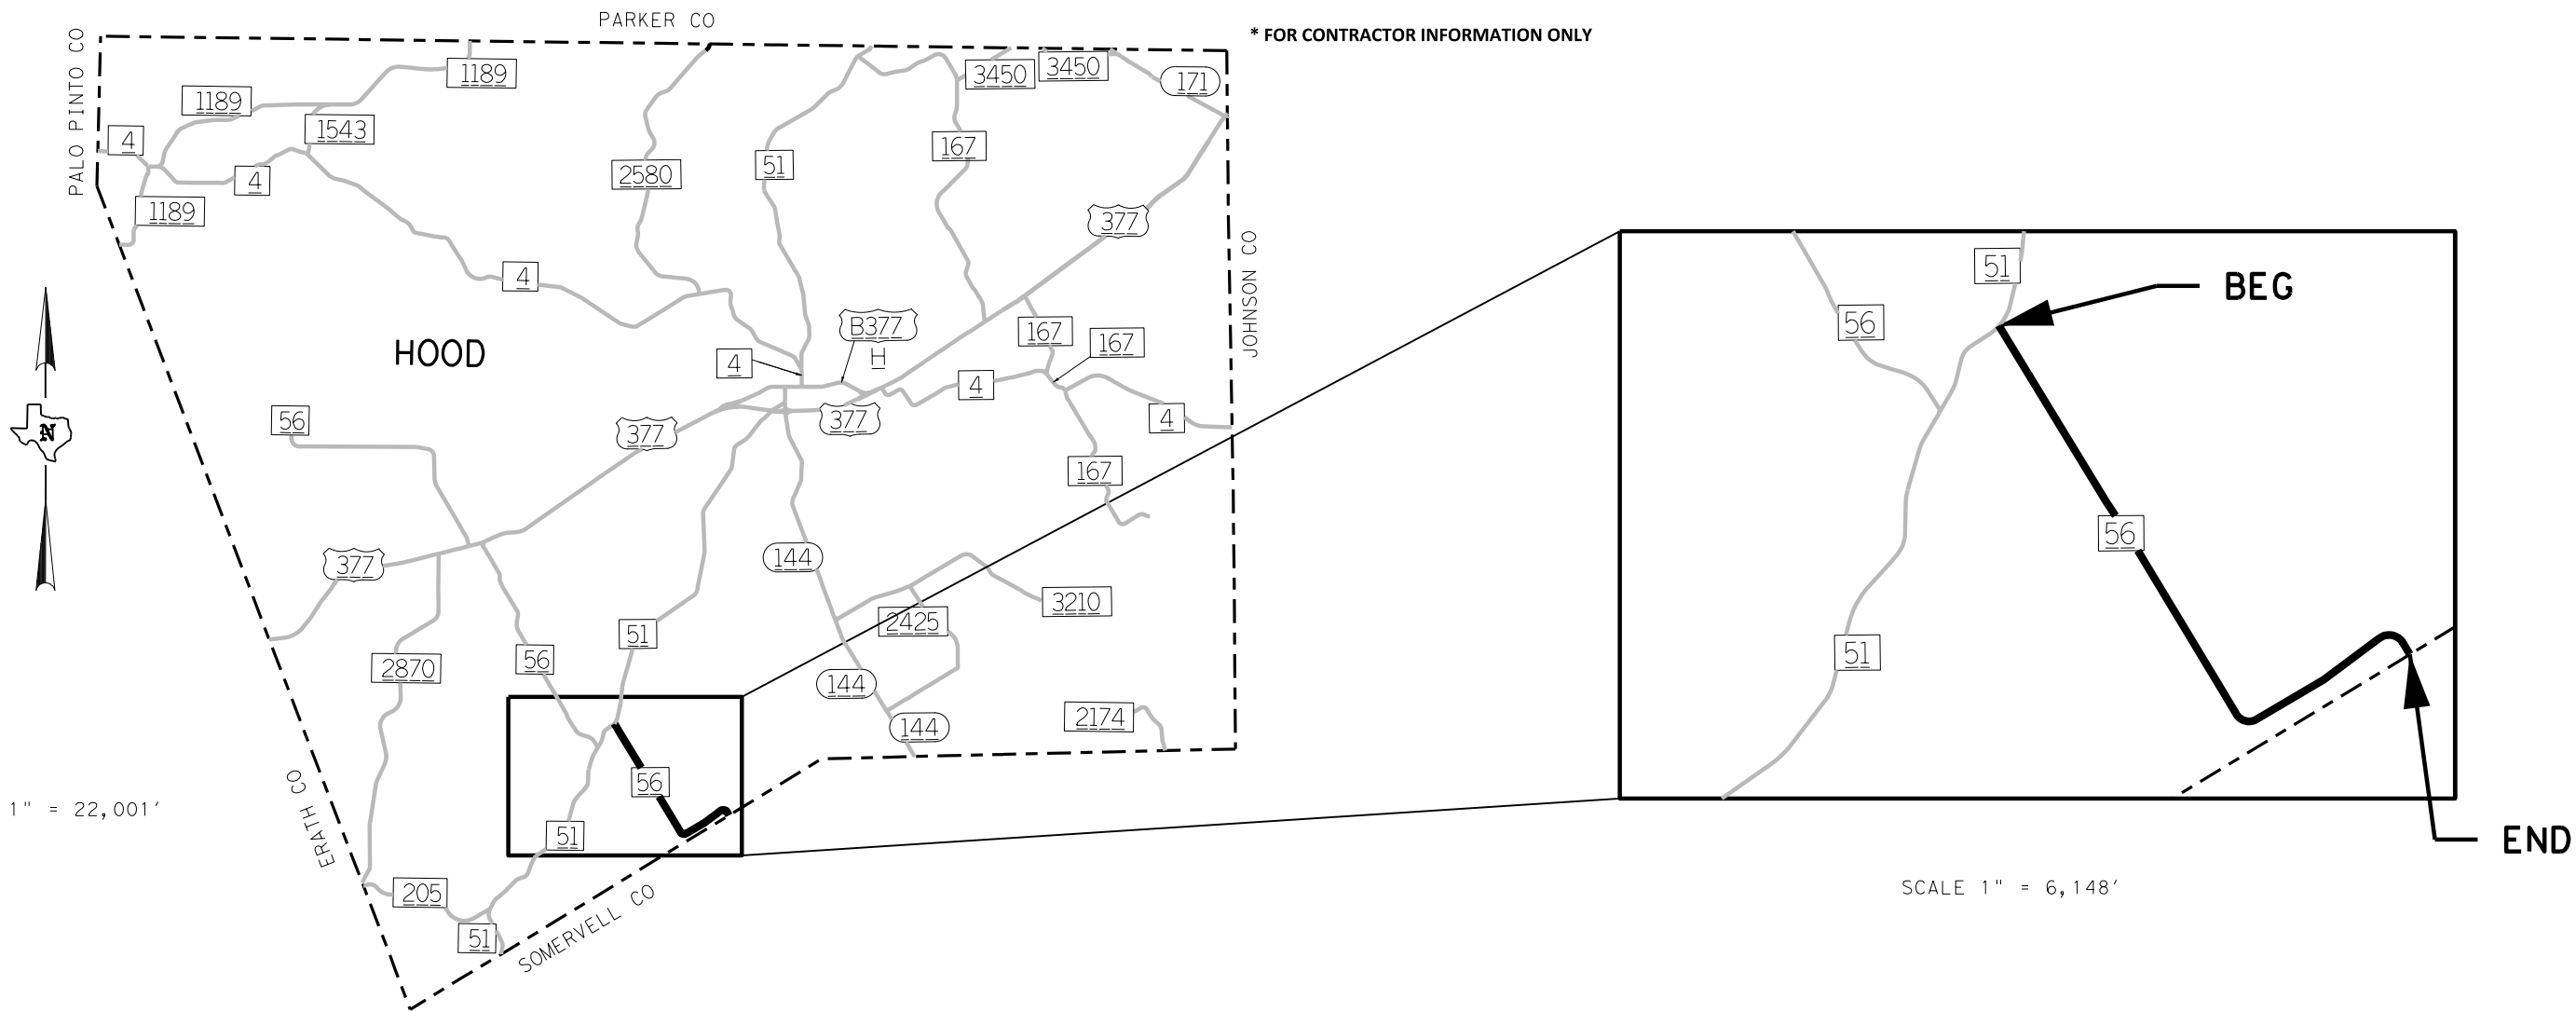 PARKER CO
* FOR CONTRACTOR INFORMATION ONLY
PALO PINTO CO
1189
3450
3450
171
1189
1543
4
167
51
2580
4
1189
377
4
JOHNSON CO
BEG
51
56
B377
H
167
167
HOOD
4
4
56
377
377
4
N
167
56
144
377
3210
2425
51
56
2870
51
144
2174
144
56
ERATH CO
1" = 22,001'
51
END
SCALE 1" = 6,148'
205
SOMERVELL CO
51